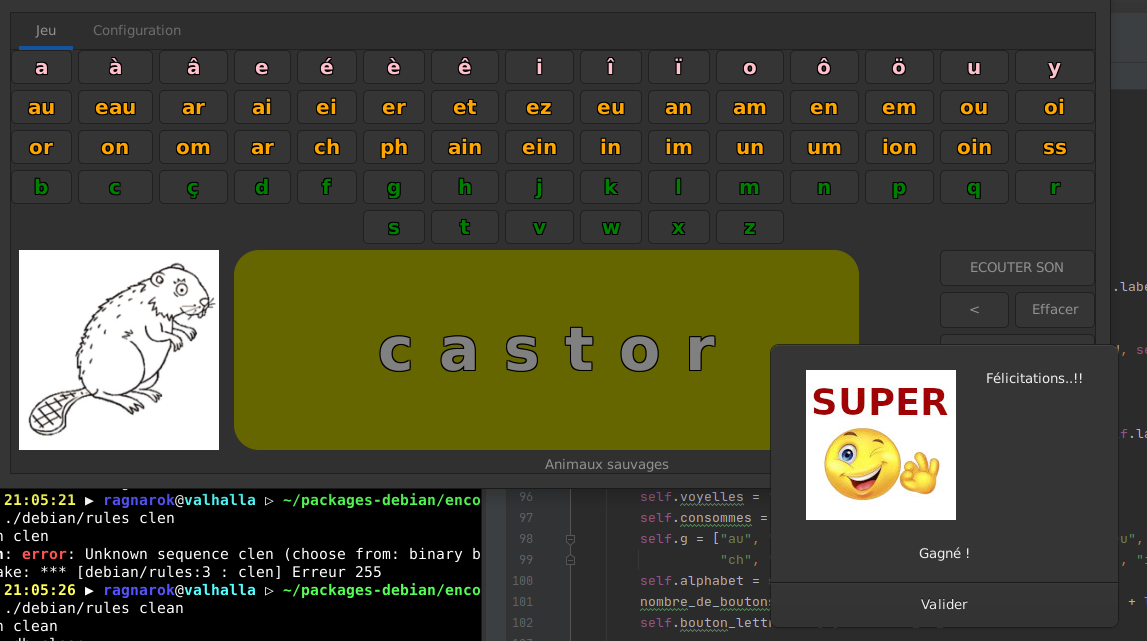 Jeu Configuration
a à â e é è ê i î ï o ô ö u y
au eau ar ai ei er et ez eu an am en em ou oi
or on om ar ch ph ain ein in im un um ion oin ss
b c ç d f g h j k l m n p q r
s t v w x z
ECOUTER SON
< Effacer
castor
Animaux sauvages
SUPER
Félicitations..!!
Gagné !
Valider
21:05:21 ▶ ragnarok@valhalla ▷ ~/packages-debian/enco
./debian/rules clen
n clean
: error: Unknown sequence clen (choose from: binary b
ake: *** [debian/rules:3 : clen] Erreur 255
21:05:26 ▶ ragnarok@valhalla ▷ ~/packages-debian/enco
./debian/rules clean
n clean
96 self.voyelles =
97 self.consommes =
98 self.g = ["au",
99 "ch",
100 self.alphabet =
101 nombre_de_boutons
102 self.bouton_lettr
.labe